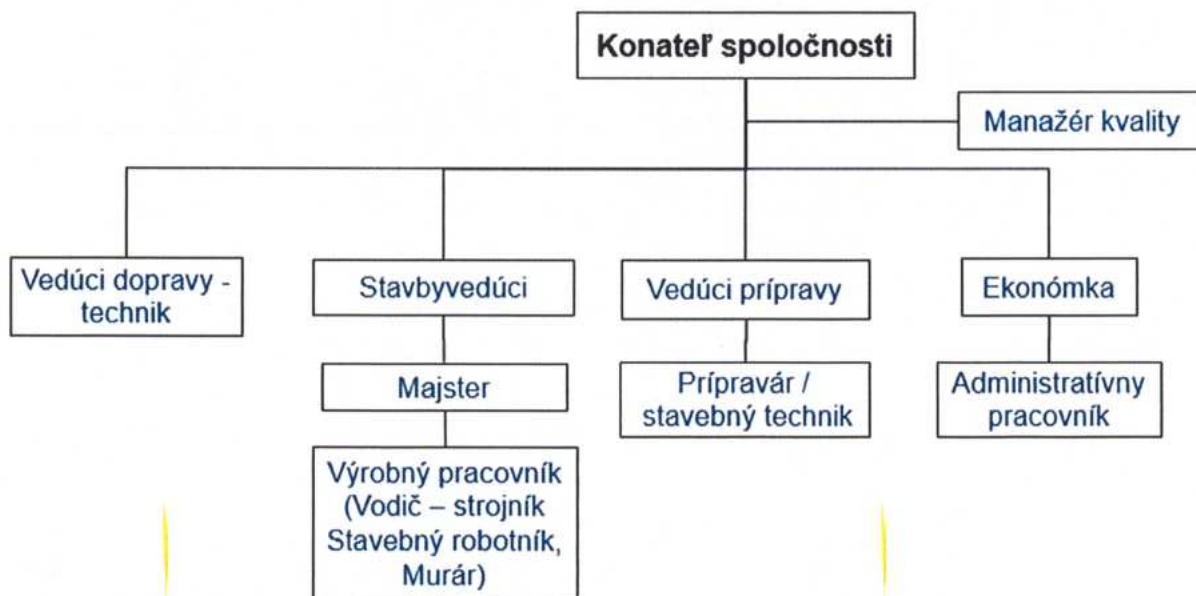 Konateľ spoločnosti
Manažér kvality
Vedúci dopravy -
technik
Stavbyvedúci
Vedúci prípravy
Ekonómka
Majster
Prípravár /
stavebný technik
Administratívny
pracovník
Výrobný pracovník
(Vodič – strojník
Stavebný robotník,
Murár)